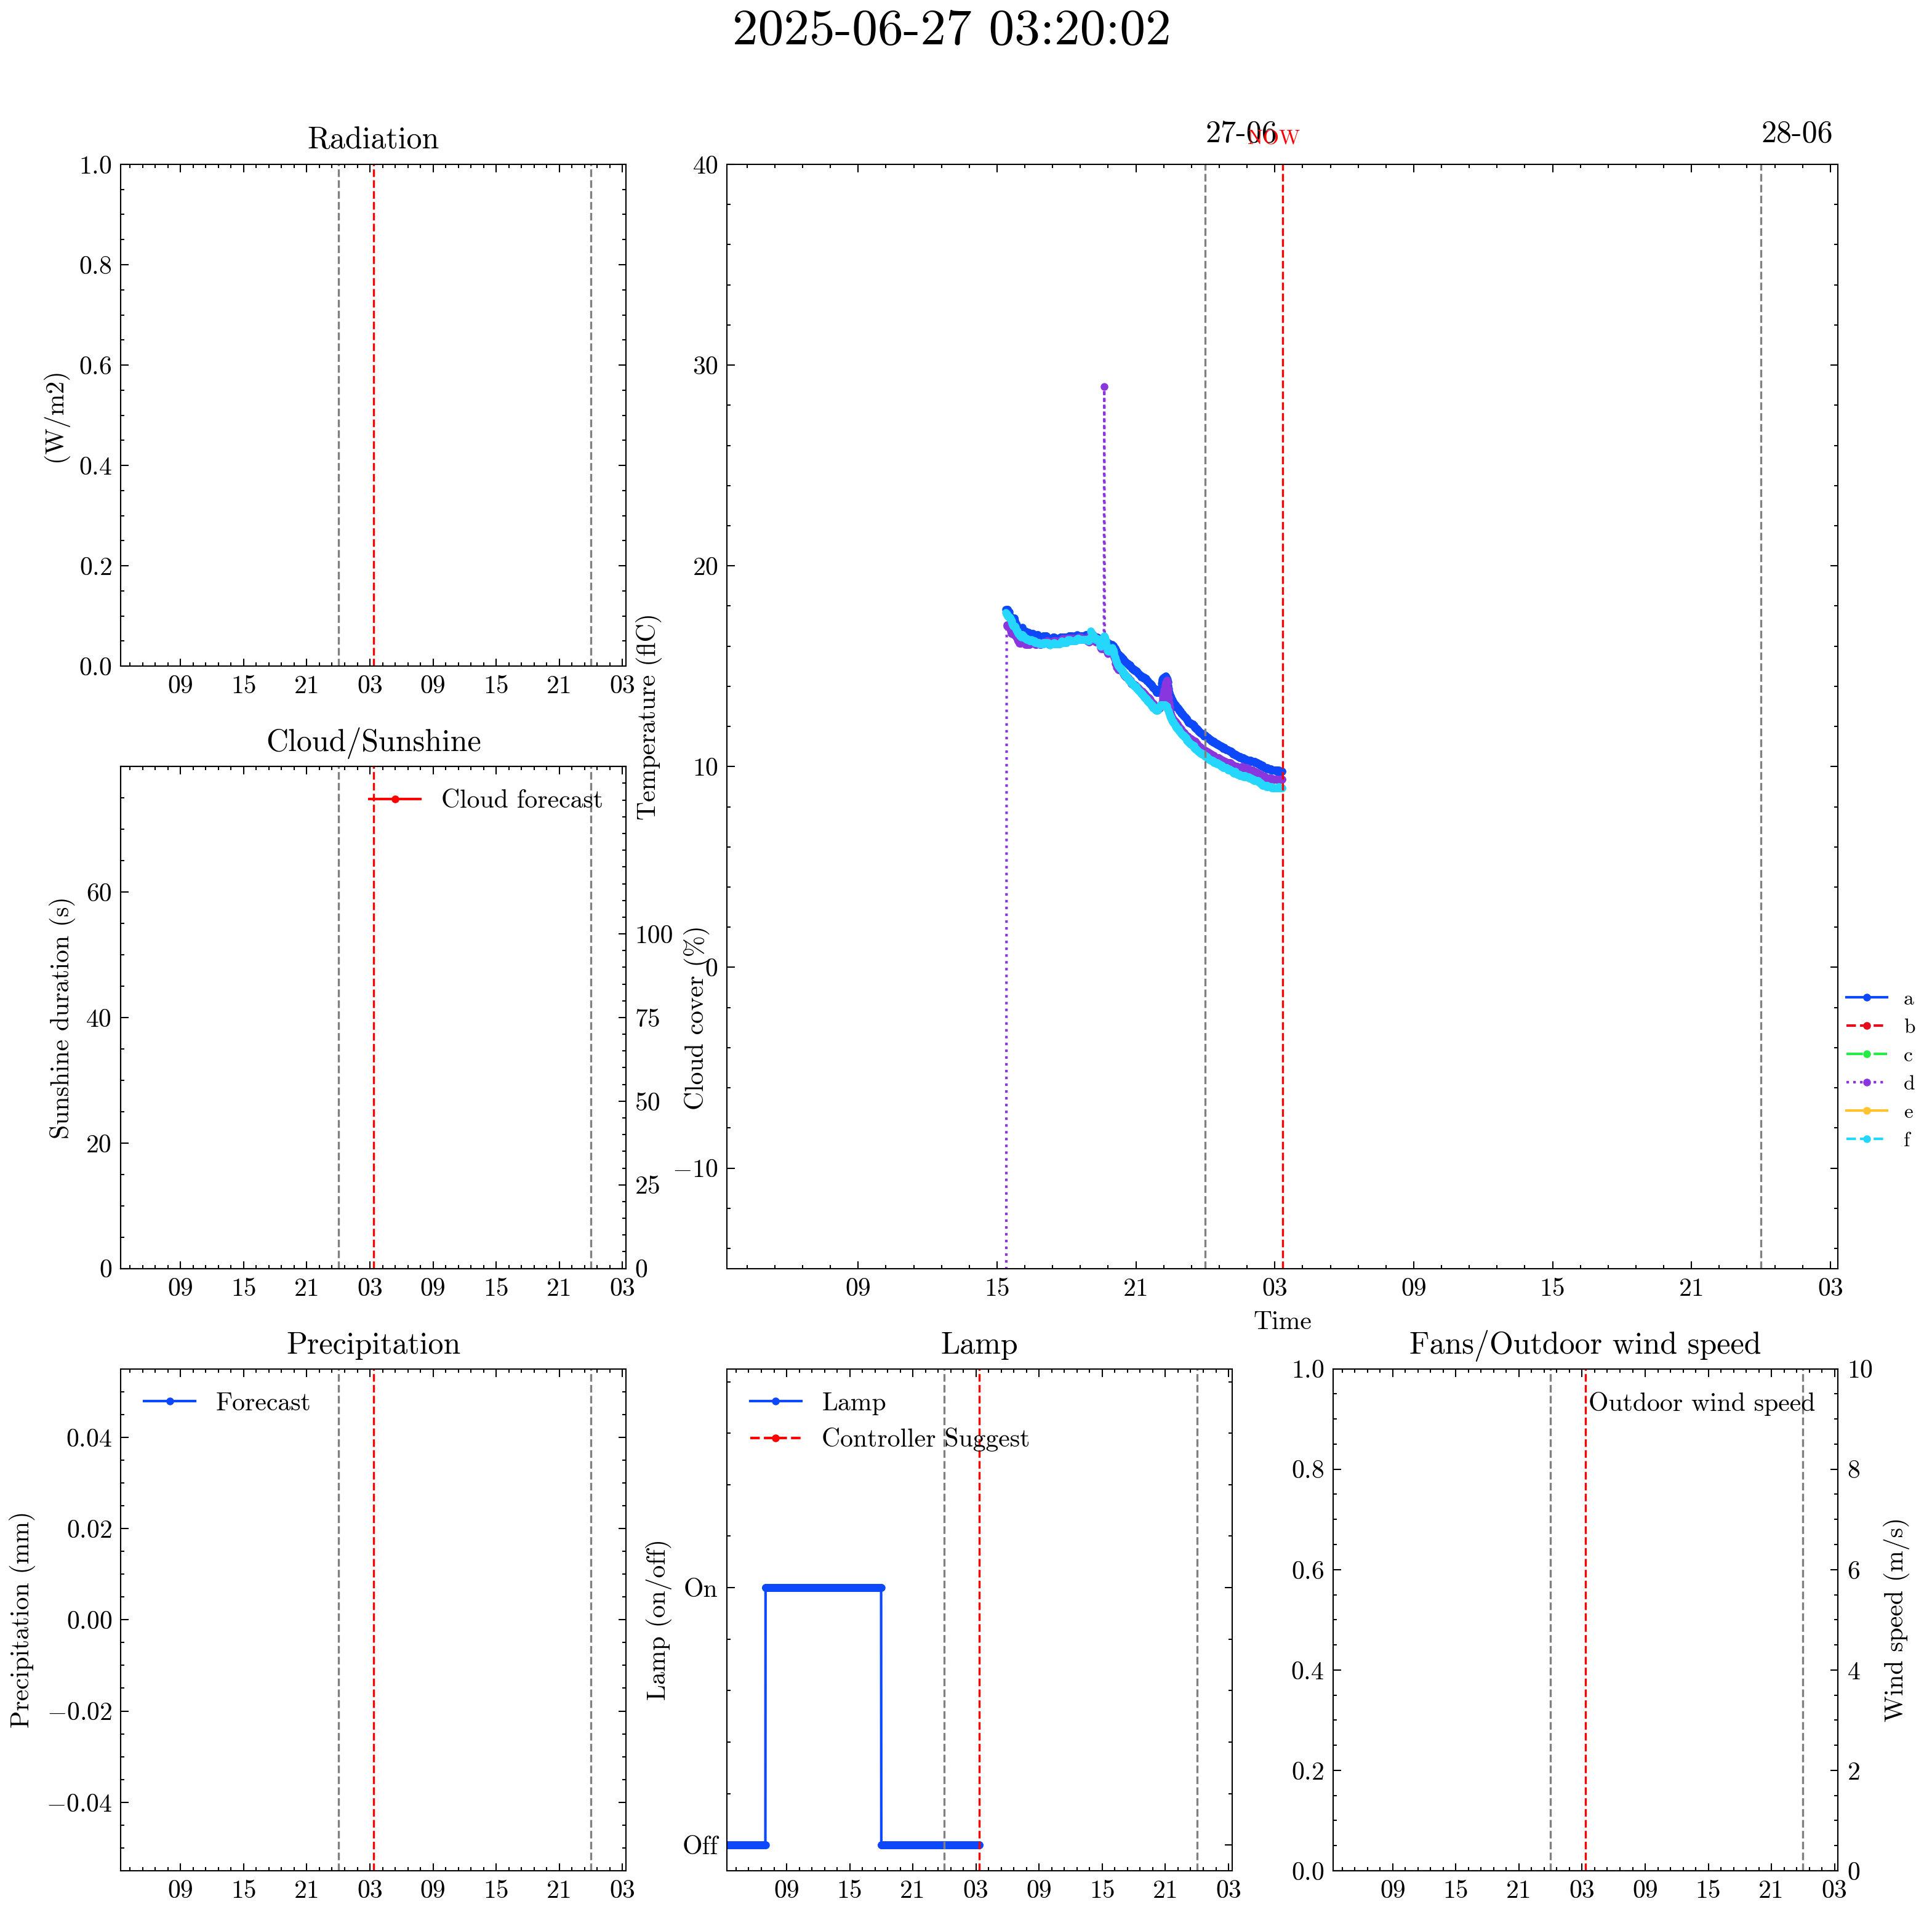 2025-06-27 03:20:02
Radiation
(W/m2)
1.0
0.8
0.6
0.4
0.2
0.0
09 15 21 03 09 15 21 03
27-06 NOW 28-06
Temperature (flC)
40
30
20
10
0
−10
09 15 21 03 09 15 21 03
Time
a
b
c
d
e
f
Cloud/Sunshine
Cloud forecast
Sunshine duration (s)
60
40
20
0
Cloud cover (%)
100
75
50
25
0
09 15 21 03 09 15 21 03
Precipitation
Forecast
Precipitation (mm)
0.04
0.02
0.00
−0.02
−0.04
09 15 21 03 09 15 21 03
Lamp
Lamp
Controller Suggest
Lamp (on/off)
On
Off
09 15 21 03 09 15 21 03
Fans/Outdoor wind speed
Outdoor wind speed
1.0
0.8
0.6
0.4
0.2
0.0
10
8
6
4
2
0
Wind speed (m/s)
09 15 21 03 09 15 21 03